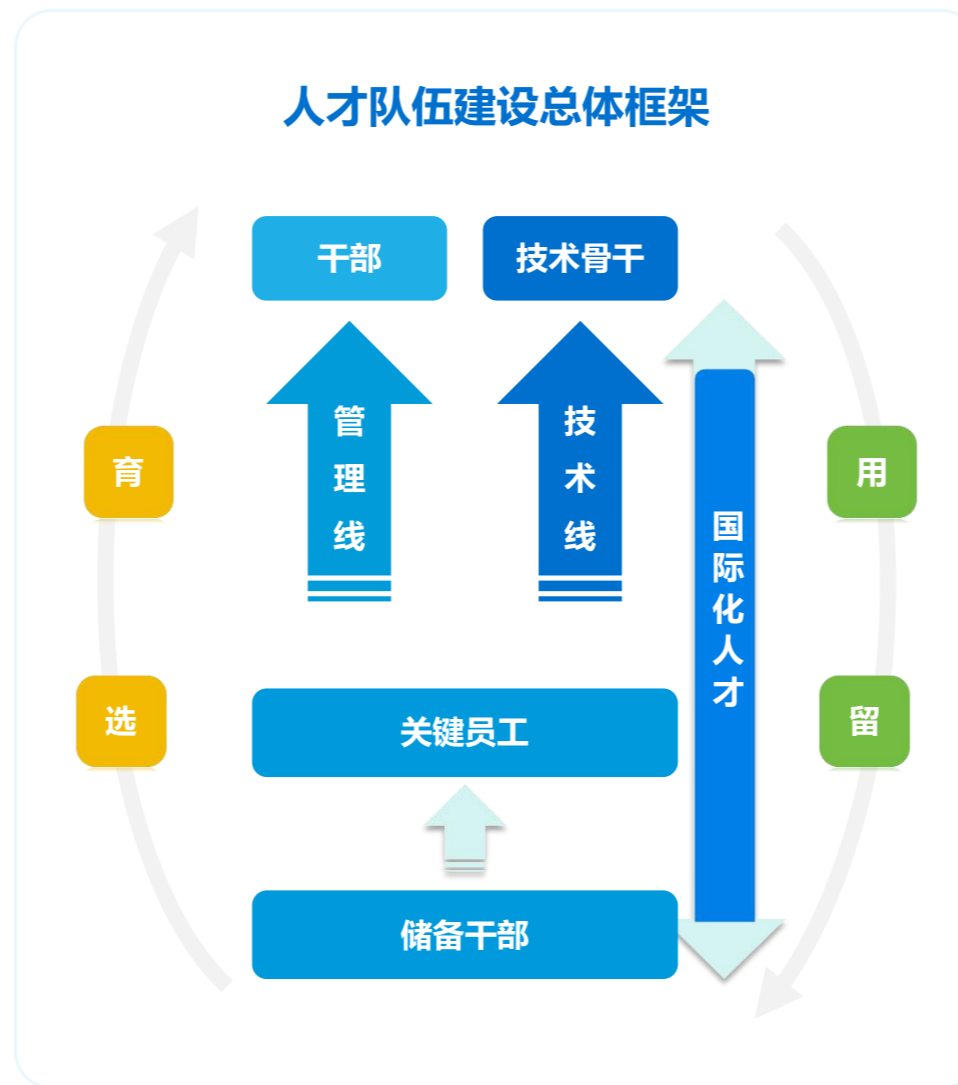 人才队伍建设总体框架
干部
技术骨干
管理线
技术线
国际化人才
育
用
选
留
关键员工
储备干部